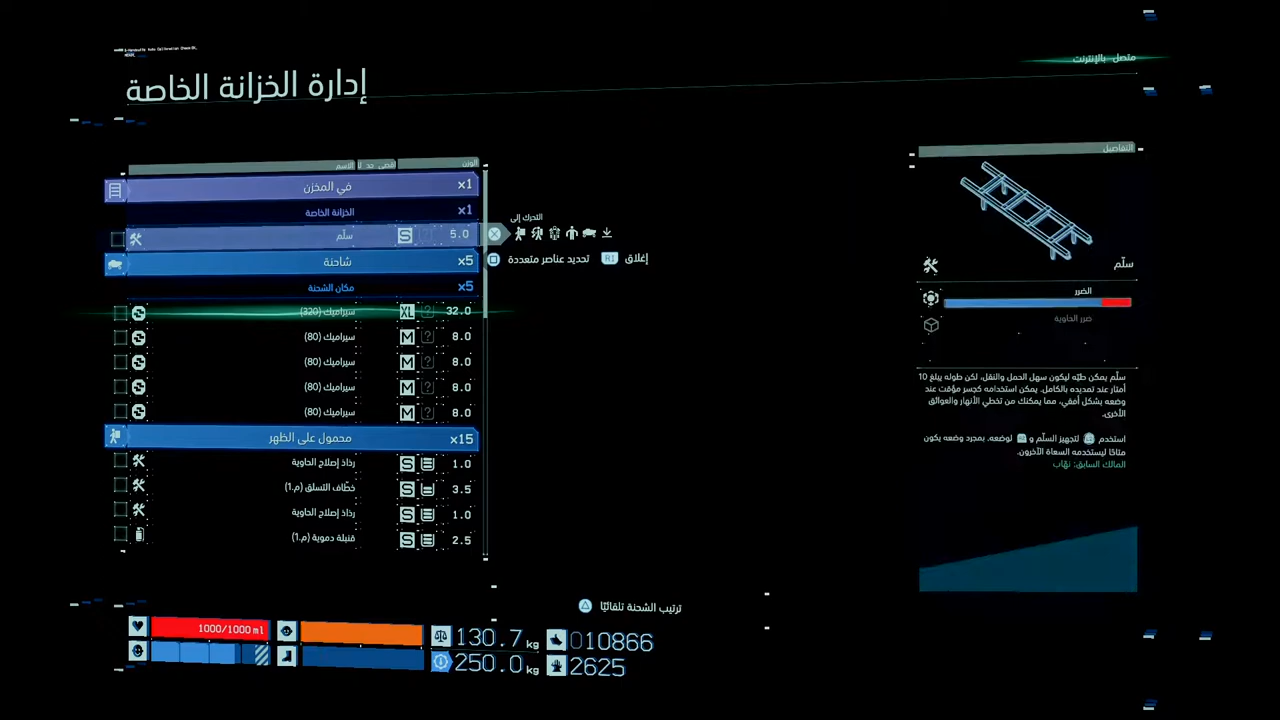 إدارة الخزانة الخاصة
متصل بالإنترنت
الاسم
الوزن
في المخزن x1
الخزانة الخاصة x1
سلّم S 5.0
شاحنة x5
مكان الشحنة x5
سيراميك (320) XL ? 32.0
سيراميك (80) M ? 8.0
سيراميك (80) M ? 8.0
سيراميك (80) M ? 8.0
سيراميك (80) M ? 8.0
محمول على الظهر x15
رذاذ إصلاح الحاوية S 1.0
خطّاف التسلق (م.1) S 3.5
رذاذ إصلاح الحاوية S 1.0
قنبلة دموية (م.1) S 2.5
التحرك إلى
تحديد عناصر متعددة
R1 إغلاق
التفاصيل
سلّم
الضرر
ضرر الحاوية
سلّم يمكن طيّه ليكون سهل الحمل والنقل، لكن طوله يبلغ 10
أمتار عند تمديده بالكامل. يمكن استخدامه كجسر مؤقت عند
وضعه بشكل أفقي، مما يمكنك من تخطي الأنهار والعوائق
الأخرى.
استخدم لتجهيز السلّم و لوضعه. بمجرد وضعه يكون
متاحًا ليستخدمه السعاة الآخرون.
المالك السابق: نهّاب
ترتيب الشحنة تلقائيًا
1000/1000 ml
130.7 kg
010866
250.0 kg
2625